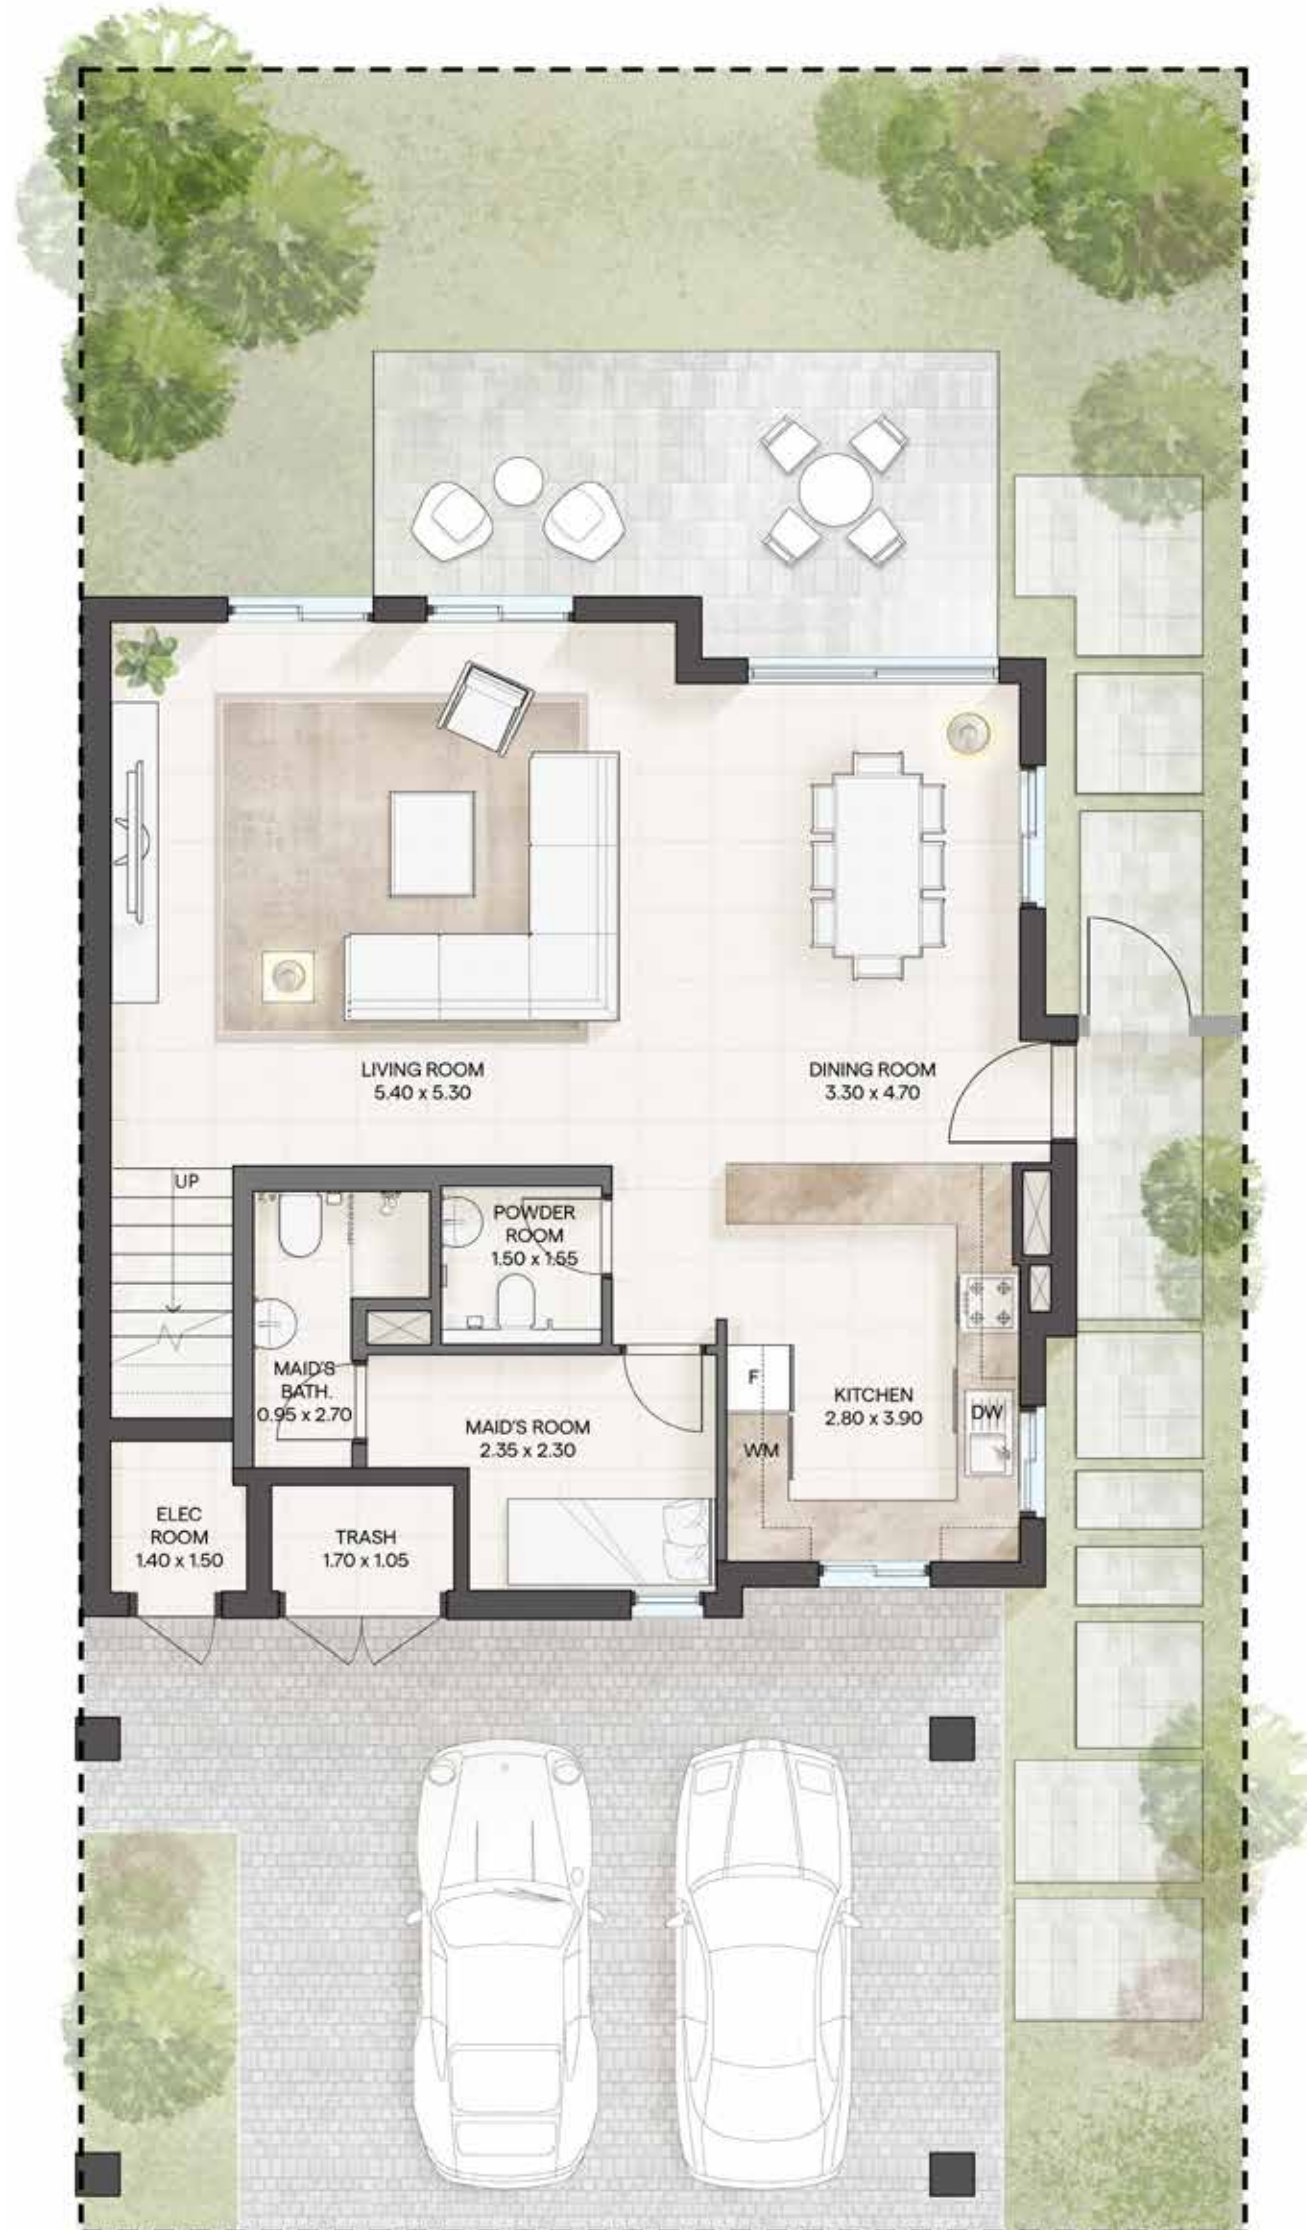 LIVING ROOM
5.40 x 5.30
DINING ROOM
3.30 x 4.70
UP
POWDER
ROOM
1.50 x 1.55
MAID'S
BATH.
0.95 x 2.70
MAID'S ROOM
2.35 x 2.30
F
WM
KITCHEN
2.80 x 3.90
DW
ELEC
ROOM
1.40 x 1.50
TRASH
1.70 x 1.05